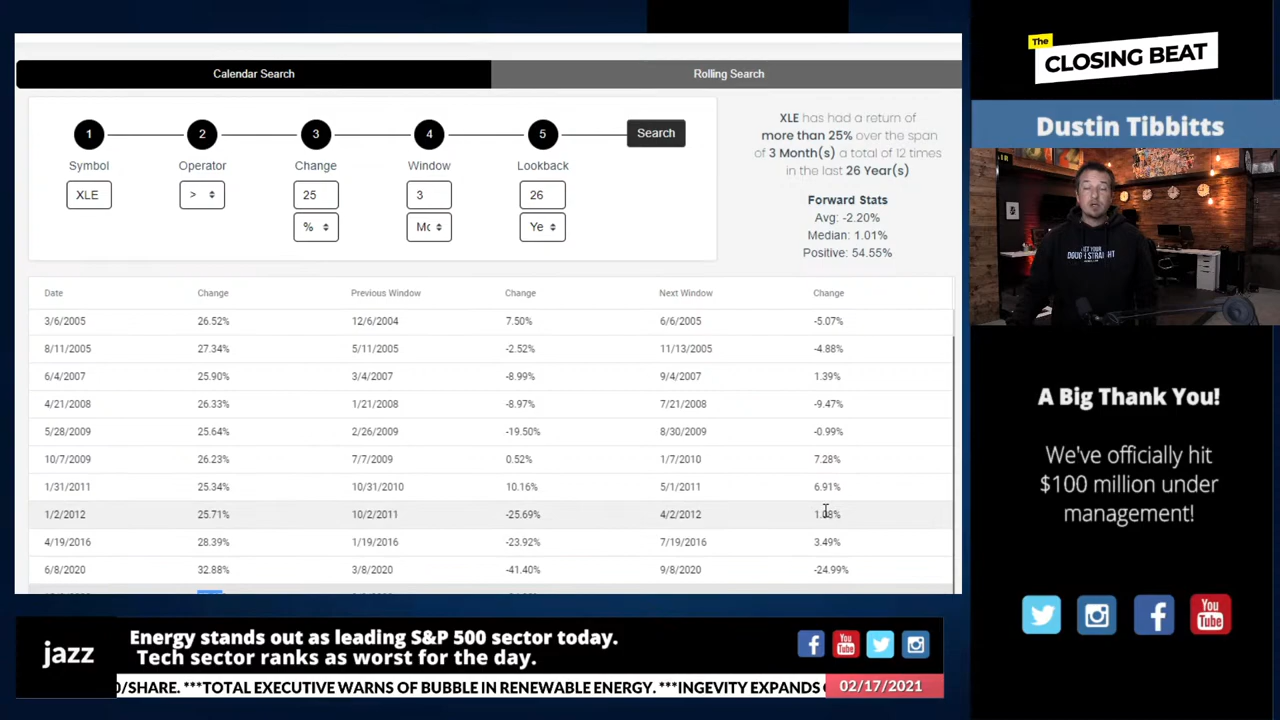 Calendar Search
Rolling Search
1
2
3
4
5
Search
Symbol
Operator
Change
Window
Lookback
XLE
>
25
3
26
%
Mc
Ye
XLE has had a return of
more than 25% over the span
of 3 Month(s) a total of 12 times
in the last 26 Year(s)
Forward Stats
Avg: -2.20%
Median: 1.01%
Positive: 54.55%
Date Change Previous Window Change Next Window Change
3/6/2005 26.52% 12/6/2004 7.50% 6/6/2005 -5.07%
8/11/2005 27.34% 5/11/2005 -2.52% 11/13/2005 -4.88%
6/4/2007 25.90% 3/4/2007 -8.99% 9/4/2007 1.39%
4/21/2008 26.33% 1/21/2008 -8.97% 7/21/2008 -9.47%
5/28/2009 25.64% 2/26/2009 -19.50% 8/30/2009 -0.99%
10/7/2009 26.23% 7/7/2009 0.52% 1/7/2010 7.28%
1/31/2011 25.34% 10/31/2010 10.16% 5/1/2011 6.91%
1/2/2012 25.71% 10/2/2011 -25.69% 4/2/2012
4/19/2016 28.39% 1/19/2016 -23.92% 7/19/2016 3.49%
6/8/2020 32.88% 3/8/2020 -41.40% 9/8/2020 -24.99%
The
CLOSING BEAT
Dustin Tibbitts
A Big Thank You!
We've officially hit
$100 million under
management!
You
Tube
jazz
Energy stands out as leading S&P 500 sector today.
Tech sector ranks as worst for the day.
You
Tube
/SHARE. ***TOTAL EXECUTIVE WARNS OF BUBBLE IN RENEWABLE ENERGY. ***INGEVITY EXPANDS
02/17/2021